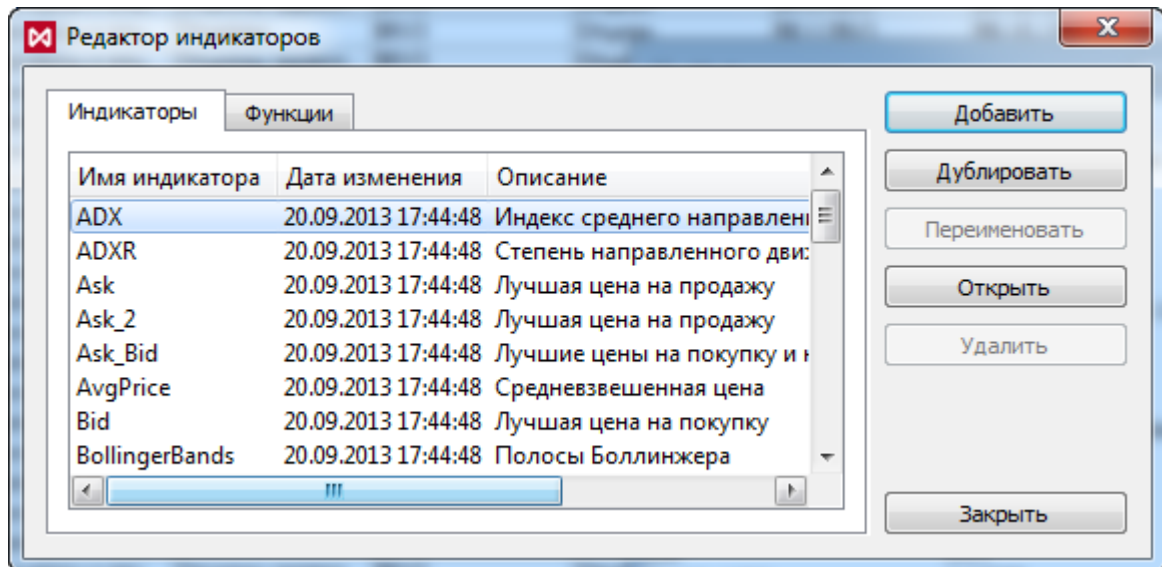 Редактор индикаторов
Индикаторы Функции
Имя индикатора Дата изменения Описание
ADX 20.09.2013 17:44:48 Индекс среднего
ADXR 20.09.2013 17:44:48 Степень направленного
Ask 20.09.2013 17:44:48 Лучшая цена на продажу
Ask_2 20.09.2013 17:44:48 Лучшая цена на продажу
Ask_Bid 20.09.2013 17:44:48 Лучшие цены на покупку и
AvgPrice 20.09.2013 17:44:48 Средневзвешенная цена
Bid 20.09.2013 17:44:48 Лучшая цена на покупку
BollingerBands 20.09.2013 17:44:48 Полосы Боллинжера
Добавить
Дублировать
Переименовать
Открыть
Удалить
Закрыть